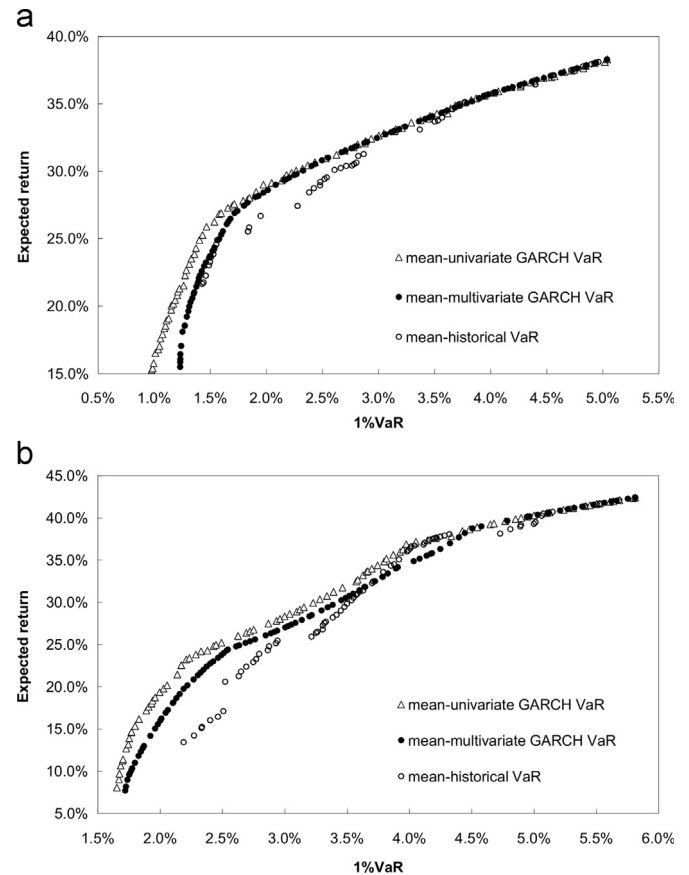 a
40.0%
35.0%
30.0%
25.0%
20.0%
15.0%
Expected return
mean-univariate GARCH VaR
mean-multivariate GARCH VaR
mean-historical VaR
0.5% 1.0% 1.5% 2.0% 2.5% 3.0% 3.5% 4.0% 4.5% 5.0% 5.5%
1%VaR
b
45.0%
40.0%
35.0%
30.0%
25.0%
20.0%
15.0%
10.0%
5.0%
Expected return
mean-univariate GARCH VaR
mean-multivariate GARCH VaR
mean-historical VaR
1.5% 2.0% 2.5% 3.0% 3.5% 4.0% 4.5% 5.0% 5.5% 6.0%
1%VaR